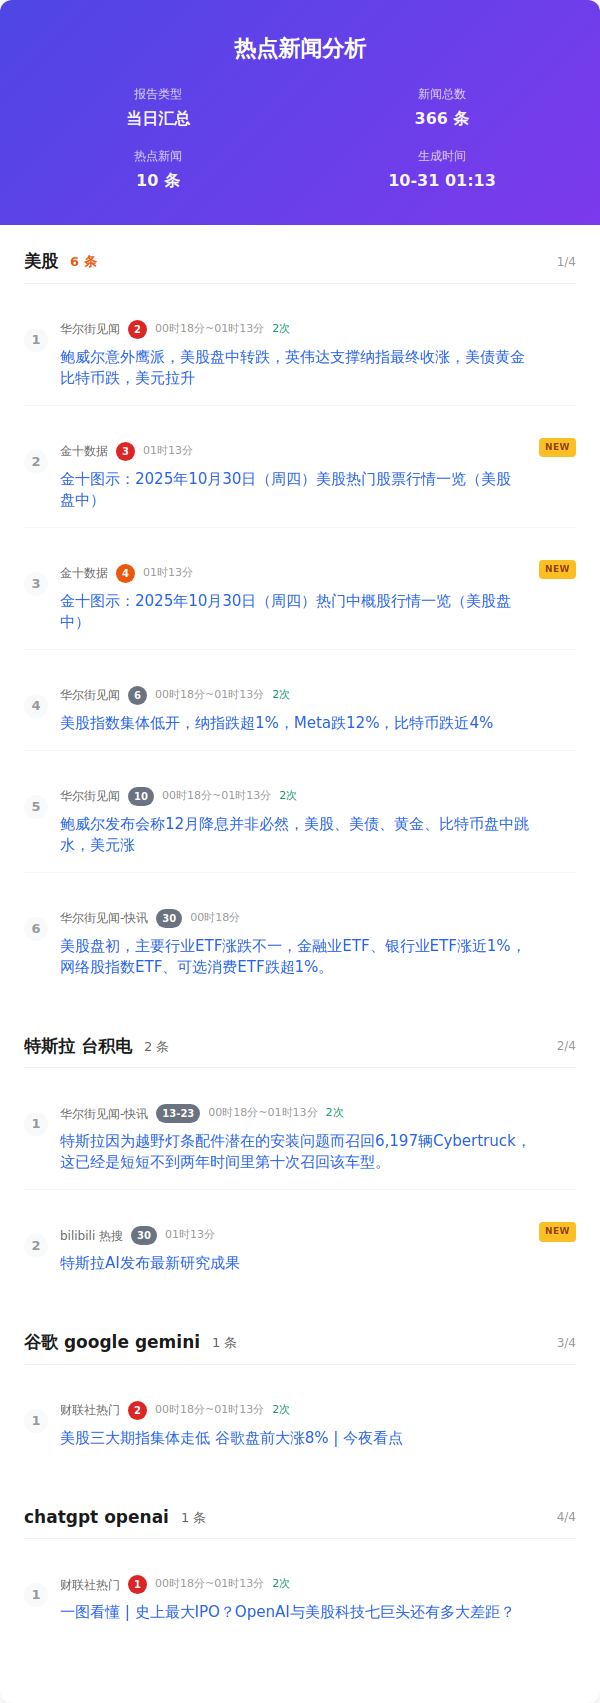 热点新闻分析
报告类型
当日汇总
新闻总数
366 条
热点新闻
10 条
生成时间
10-31 01:13
美股 6 条 1/4
1
华尔街见闻 2 00时18分~01时13分 2次
鲍威尔意外鹰派，美股盘中转跌，英伟达支撑纳指最终收涨，美债黄金
比特币跌，美元拉升
2
金十数据 3 01时13分 NEW
金十图示：2025年10月30日（周四）美股热门股票行情一览（美股
盘中）
3
金十数据 4 01时13分 NEW
金十图示：2025年10月30日（周四）热门中概股行情一览（美股盘
中）
4
华尔街见闻 6 00时18分~01时13分 2次
美股指数集体低开，纳指跌超1%，Meta跌12%，比特币跌近4%
5
华尔街见闻 10 00时18分~01时13分 2次
鲍威尔发布会称12月降息并非必然，美股、美债、黄金、比特币盘中跳
水，美元涨
6
华尔街见闻-快讯 30 00时18分
美股盘初，主要行业ETF涨跌不一，金融业ETF、银行业ETF涨近1%，
网络股指数ETF、可选消费ETF跌超1%。
特斯拉 台积电 2 条 2/4
1
华尔街见闻-快讯 13-23 00时18分~01时13分 2次
特斯拉因为越野灯条配件潜在的安装问题而召回6,197辆Cybertruck，
这已经是短短不到两年时间里第十次召回该车型。
2
bilibili 热搜 30 01时13分 NEW
特斯拉AI发布最新研究成果
谷歌 google gemini 1 条 3/4
1
财联社热门 2 00时18分~01时13分 2次
美股三大期指集体走低 谷歌盘前大涨8% | 今夜看点
chatgpt openai 1 条 4/4
1
财联社热门 1 00时18分~01时13分 2次
一图看懂 | 史上最大IPO？OpenAI与美股科技七巨头还有多大差距？